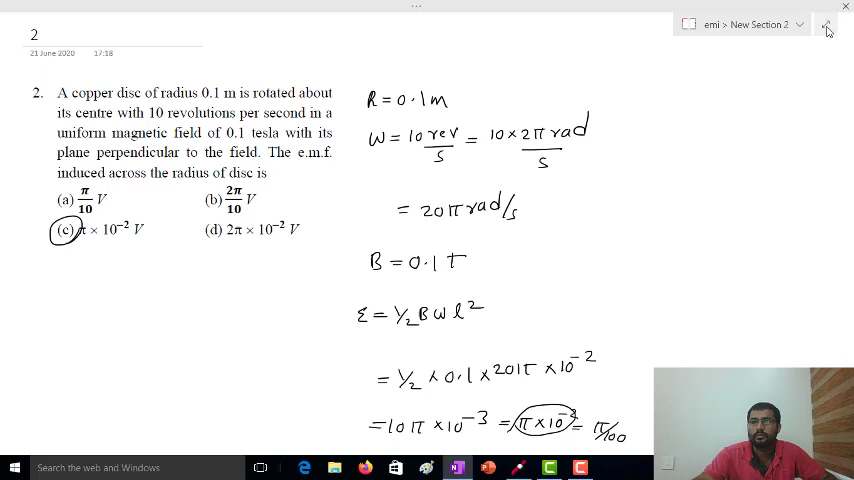 emi > New Section 2
2
21 June 2020 17:18
2. A copper disc of radius 0.1 m is rotated about
its centre with 10 revolutions per second in a
uniform magnetic field of 0.1 tesla with its
plane perpendicular to the field. The e.m.f.
induced across the radius of disc is
(a) π/10 V (b) 2π/10 V
(c) π × 10⁻² V (d) 2π × 10⁻² V
R = 0.1 m
W = 10 rev/s = 10 × 2π rad/s
= 20π rad/s
B = 0.1 T
ε = 1/2 B ω l²
= 1/2 × 0.1 × 20π × 10⁻²
= 10π × 10⁻³ = π × 10⁻² = π/100
Search the web and Windows